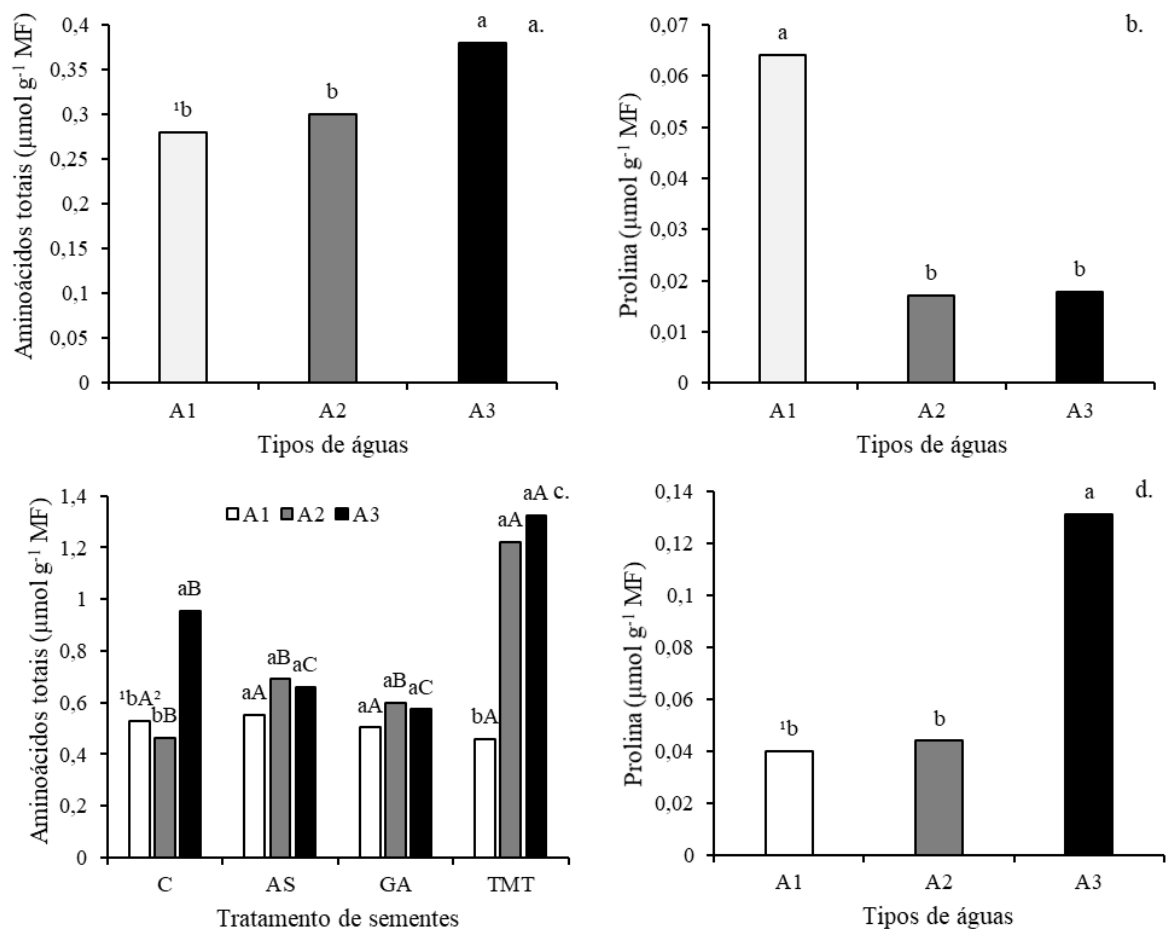 a.
Aminoácidos totais (µmol g⁻¹ MF)
0,4
0,35
0,3
0,25
0,2
0,15
0,1
0,05
0
¹b
b
a
A1 A2 A3
Tipos de águas
b.
Prolina (µmol g⁻¹ MF)
0,07
0,06
0,05
0,04
0,03
0,02
0,01
0
a
b
b
A1 A2 A3
Tipos de águas
c.
Aminoácidos totais (µmol g⁻¹ MF)
1,4
1,2
1
0,8
0,6
0,4
0,2
0
A1 A2 A3
¹bA²
bB
aB
aA
aB
aC
aA
aB
aC
bA
aA
aA
C AS GA TMT
Tratamento de sementes
d.
Prolina (µmol g⁻¹ MF)
0,14
0,12
0,1
0,08
0,06
0,04
0,02
0
¹b
b
a
A1 A2 A3
Tipos de águas